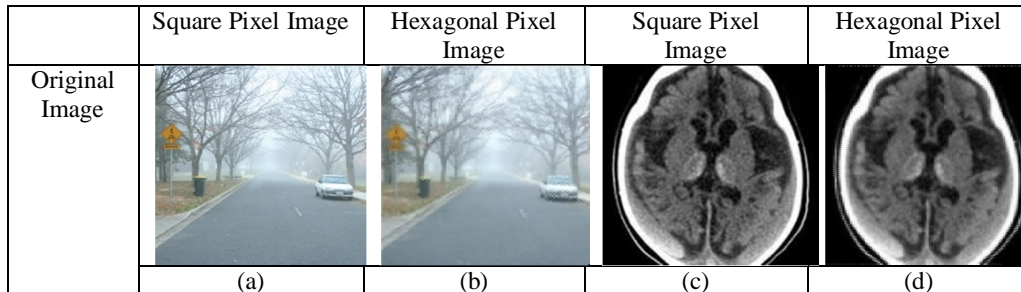 Square Pixel Image
Hexagonal Pixel
Image
Square Pixel
Image
Hexagonal Pixel
Image
Original
Image
(a)
(b)
(c)
(d)